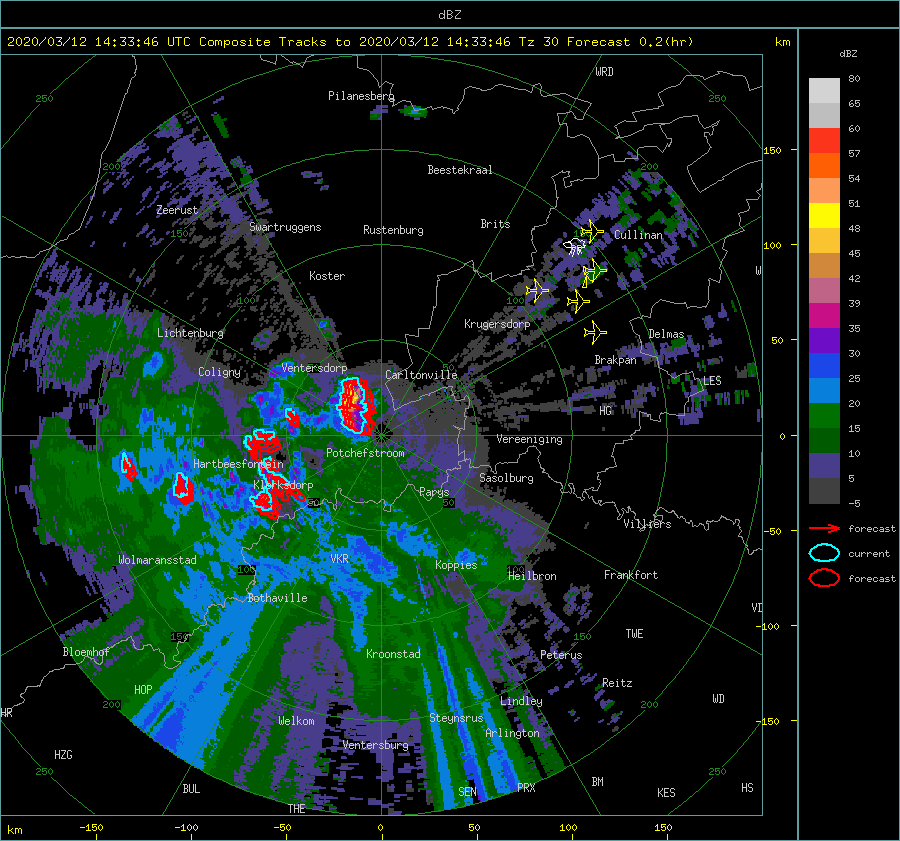 dBZ
2020/03/12 14:33:46 UTC Composite Tracks to 2020/03/12 14:33:46 Tz 30 Forecast 0.2(hr)
km
dBZ
WRD
80
Pilanesberg
250
250
65
60
150
57
200
Beestekraal
200
54
Zeerust
51
Swartruggens
Rustenburg
Brits
150
Cullinan
48
100
45
Koster
42
100
100
39
Krugersdorp
35
Lichtenburg
Delmas
50
30
Coligny
Ventersdorp
Carltonville
Brakpan
LES
25
20
HG
15
Vereeniging
0
10
Potchefstroom
Hartbeesfontein
5
Klerksdorp
Parys
Sasolburg
-5
50
50
Villiers
-50
forecast
Wolmaransstad
VKR
Koppies
current
100
100
Heilbron
Frankfort
forecast
Bothaville
VD
-100
150
150
TWE
Bloemhof
Kroonstad
Peterus
HOP
Reitz
WD
200
Lindley
200
HR
Welkom
Steynsrus
-150
Arlington
HZG
Ventersburg
250
250
BUL
SEN
PRX
BM
KES
HS
THE
km
-150
-100
-50
0
50
100
150